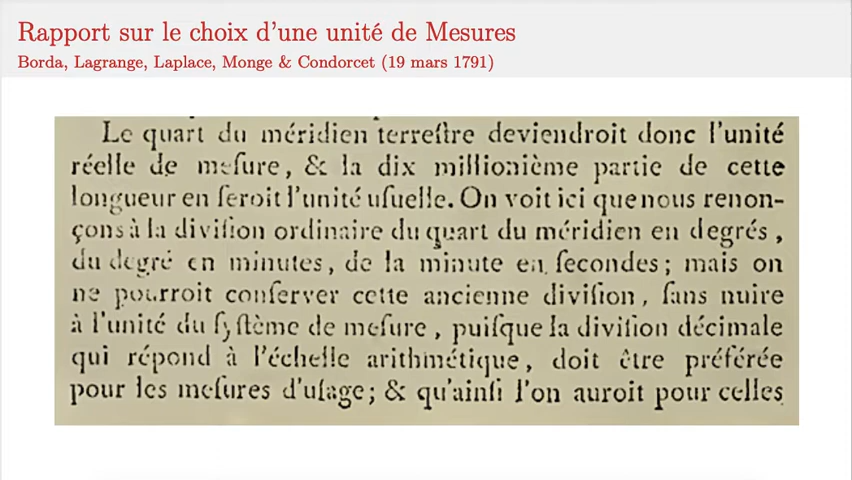 Rapport sur le choix d’une unité de Mesures
Borda, Lagrange, Laplace, Monge & Condorcet (19 mars 1791)
Le quart du méridien terreſtre deviendroit donc l'unité
réelle de meſure, & la dix millionième partie de cette
longueur en ſeroit l'unité uſuelle. On voit ici que nous renon-
çons à la diviſion ordinaire du quart du méridien en degrés,
du degré en minutes, de la minute en ſecondes; mais on
ne pourroit conſerver cette ancienne diviſion, ſans nuire
à l'unité du ſyſtème de meſure, puiſque la diviſion décimale
qui répond à l'échelle arithmétique, doit être préférée
pour les meſures d'uſage; & qu'ainſi l'on auroit pour celles